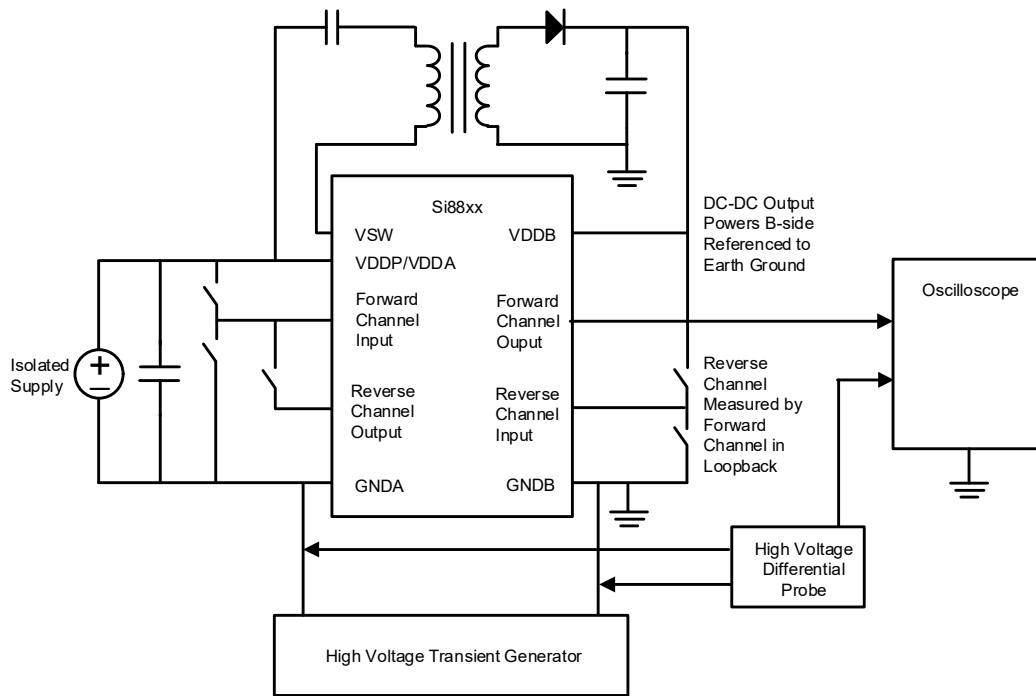 Si88xx
VSW
VDDB
VDDP/VDDA
Forward
Channel
Input
Forward
Channel
Ouput
Reverse
Channel
Output
Reverse
Channel
Input
GNDA
GNDB
Isolated
Supply
+
–
DC-DC Output
Powers B-side
Referenced to
Earth Ground
Oscilloscope
Reverse
Channel
Measured by
Forward
Channel in
Loopback
High Voltage
Differential
Probe
High Voltage Transient Generator